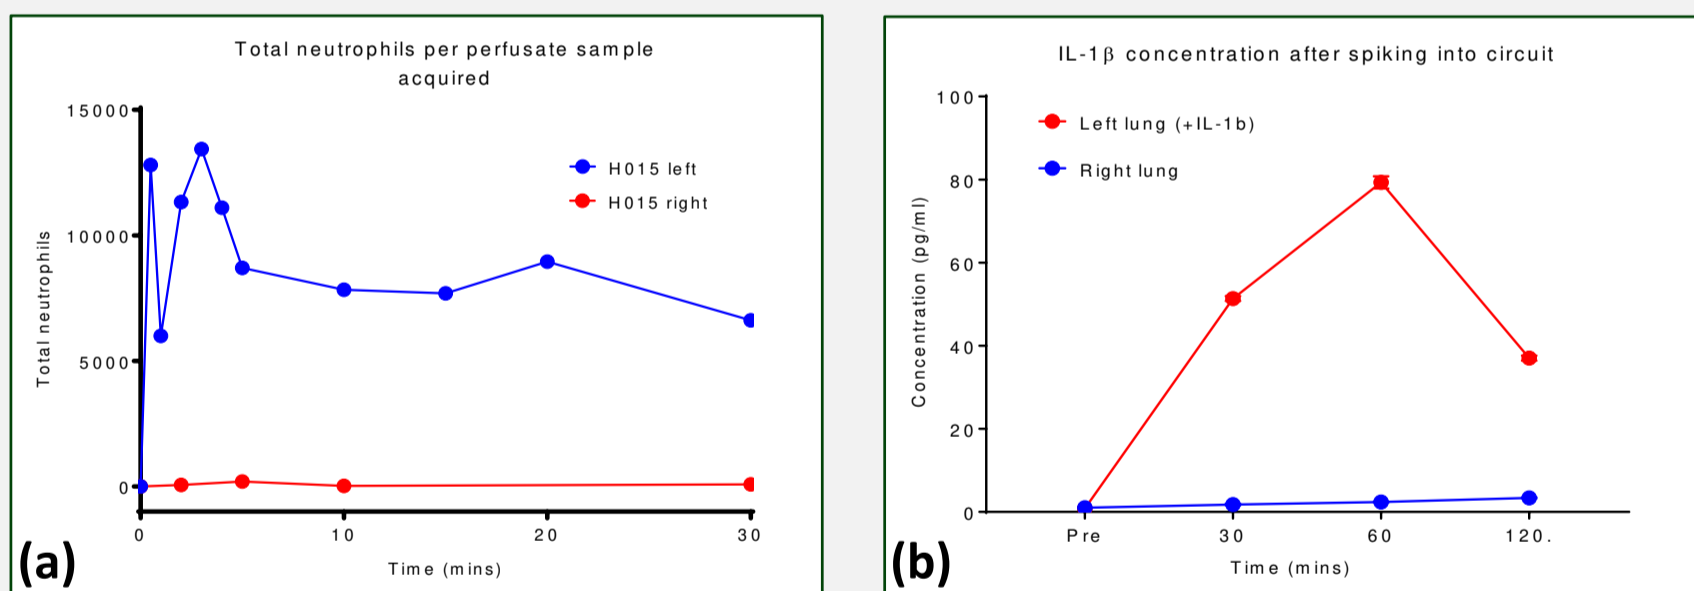 Total neutrophils per perfusate sample
acquired
15000
10000
5000
0
Total neutrophils
H015 left
H015 right
0 10 20 30
Time (mins)
(a)
IL-1β concentration after spiking into circuit
100
80
60
40
20
0
Concentration (pg/ml)
Left lung (+IL-1b)
Right lung
Pre 30 60 120.
Time (mins)
(b)